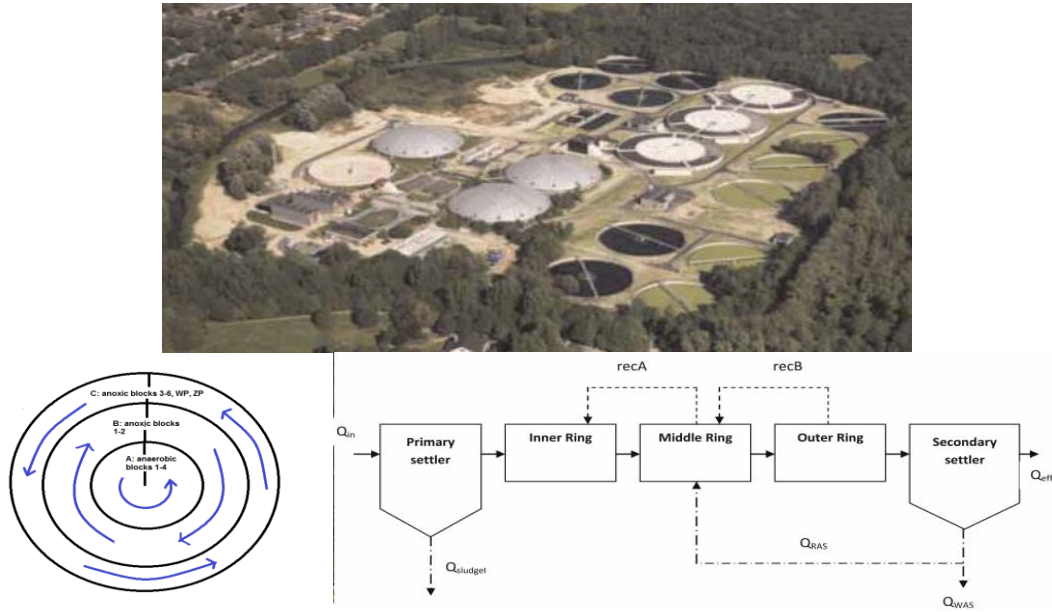 C: anoxic blocks 3-6, WP, ZP
B: anoxic blocks
1-2
A: anaerobic
blocks 1-4
recA
recB
Qin
Primary
settler
Inner Ring
Middle Ring
Outer Ring
Secondary
settler
Qeff
QRAS
Qsludge1
QWAS